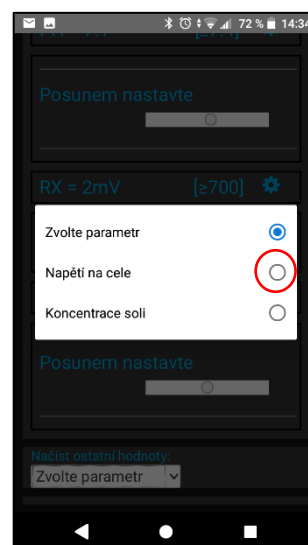 72 % 14:34
Posunem nastavte
RX = 2mV [≥700]
Zvolte parametr
Napětí na cele
Koncentrace soli
Posunem nastavte
Načíst ostatní hodnoty:
Zvolte parametr